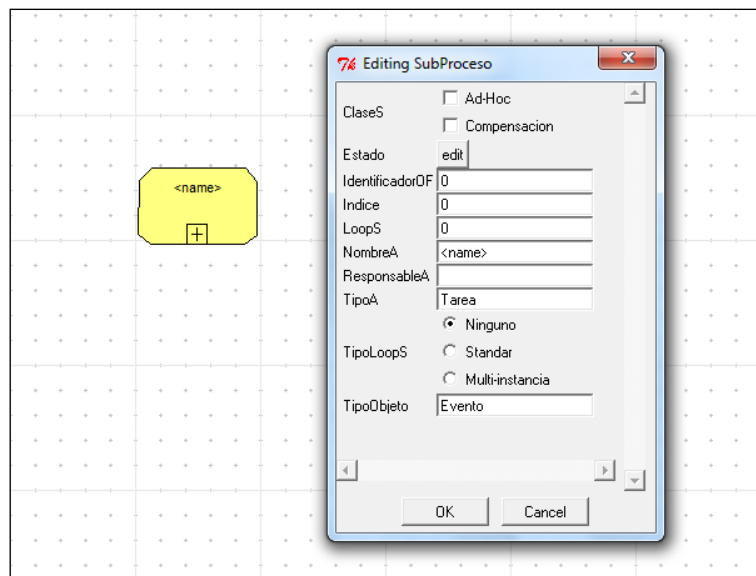 Editing SubProceso
<name>
ClaseS
Ad-Hoc
Compensacion
Estado edit
IdentificadorOF 0
Indice 0
LoopS 0
NombreA <name>
ResponsableA
TipoA Tarea
TipoLoopS
Ninguno
Standar
Multi-instancia
TipoObjeto Evento
OK Cancel